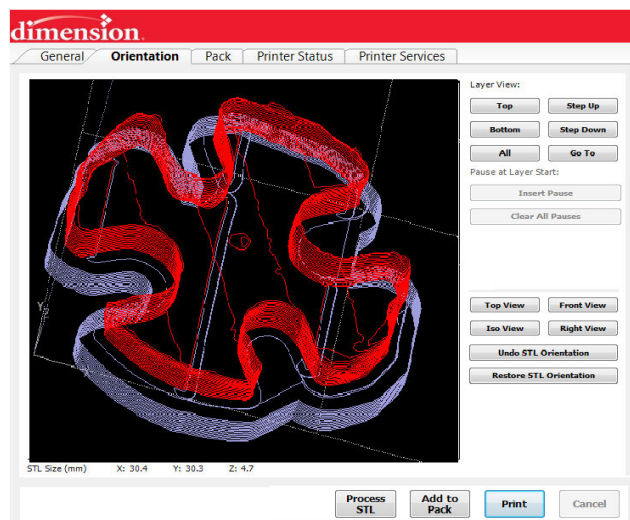 dimension
General Orientation Pack Printer Status Printer Services
Layer View:
Top Step Up
Bottom Step Down
All Go To
Pause at Layer Start:
Insert Pause
Clear All Pauses
Y
Top View Front View
Iso View Right View
Undo STL Orientation
Restore STL Orientation
STL Size (mm) X: 30.4 Y: 30.3 Z: 4.7
Process STL Add to Pack Print Cancel